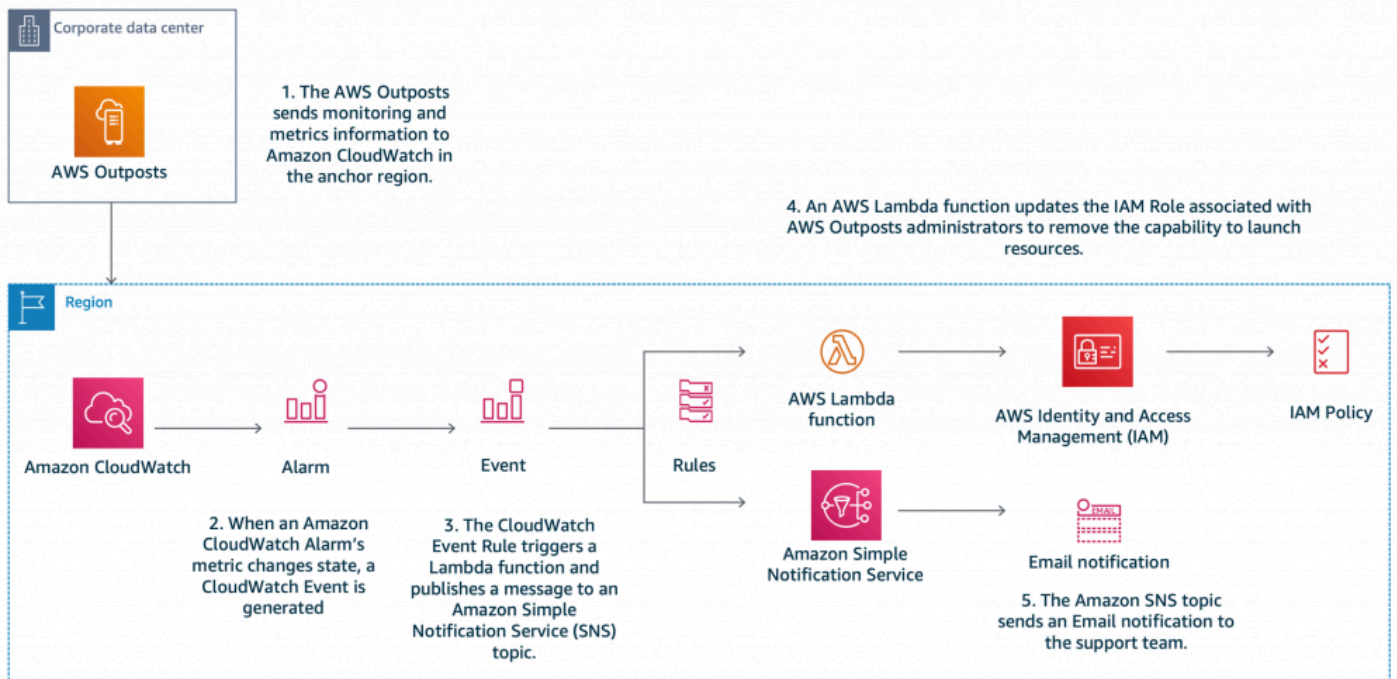 Corporate data center
AWS Outposts
1. The AWS Outposts
sends monitoring and
metrics information to
Amazon CloudWatch in
the anchor region.
4. An AWS Lambda function updates the IAM Role associated with
AWS Outposts administrators to remove the capability to launch
resources.
Region
Amazon CloudWatch
Alarm
Event
Rules
AWS Lambda
function
AWS Identity and Access
Management (IAM)
IAM Policy
2. When an Amazon
CloudWatch Alarm's
metric changes state, a
CloudWatch Event is
generated
3. The CloudWatch
Event Rule triggers a
Lambda function and
publishes a message to an
Amazon Simple
Notification Service (SNS)
topic.
Amazon Simple
Notification Service
EMAIL
Email notification
5. The Amazon SNS topic
sends an Email notification to
the support team.